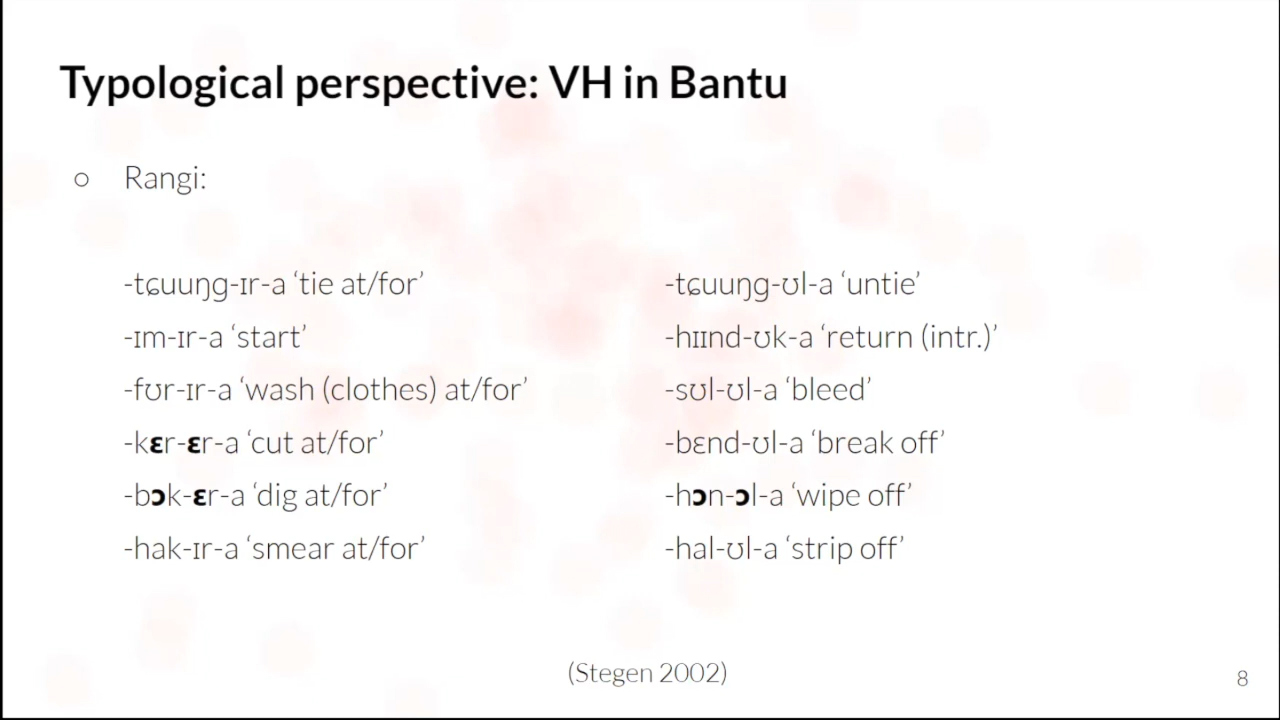 Typological perspective: VH in Bantu
○ Rangi:
-tɕuuŋg-ɪr-a ‘tie at/for’
-ɪm-ɪr-a ‘start’
-fʊr-ɪr-a ‘wash (clothes) at/for’
-kɛr-ɛr-a ‘cut at/for’
-bɔk-ɛr-a ‘dig at/for’
-hak-ɪr-a ‘smear at/for’
-tɕuuŋg-ʊl-a ‘untie’
-hɪɪnd-ʊk-a ‘return (intr.)’
-sʊl-ʊl-a ‘bleed’
-bɛnd-ʊl-a ‘break off’
-hɔn-ɔl-a ‘wipe off’
-hal-ʊl-a ‘strip off’
(Stegen 2002)
8